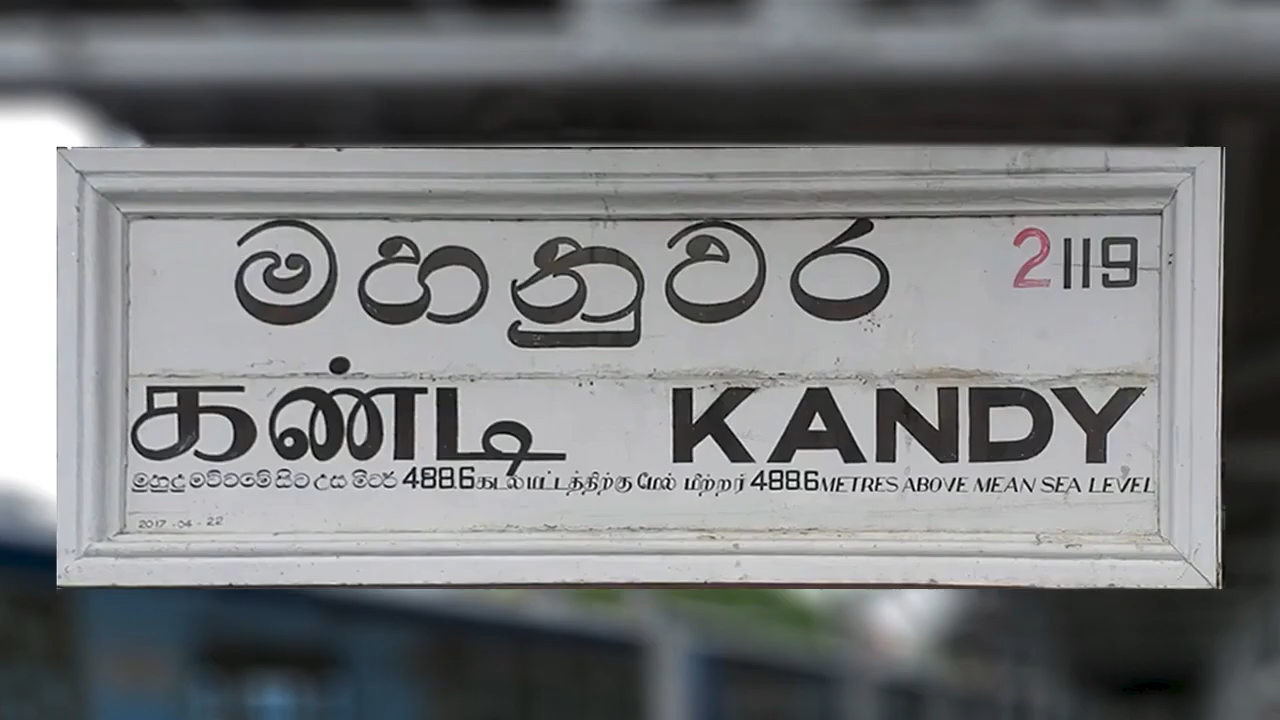 මහනුවර 2119
கண்டி KANDY
මුහුදු මට්ටමේ සිට උස මීටර් 488.6 கடல் மட்டத்திற்கு மேல் மீற்றர் 488.6 METRES ABOVE MEAN SEA LEVEL
2017-04-22